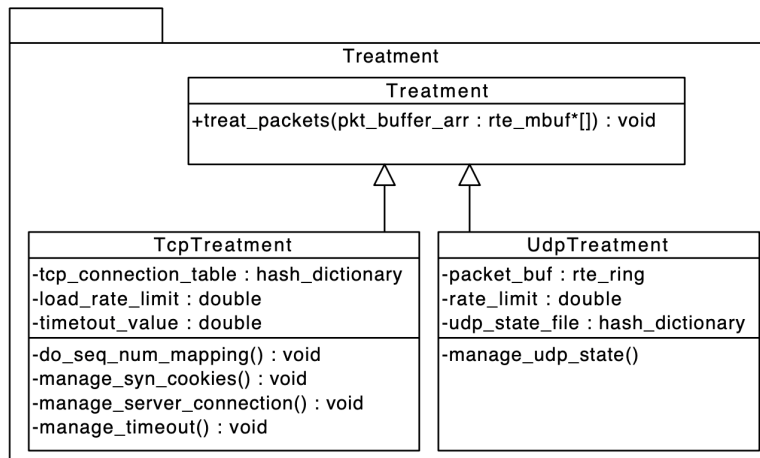 Treatment
Treatment
+treat_packets(pkt_buffer_arr : rte_mbuf*[]) : void
TcpTreatment
-tcp_connection_table : hash_dictionary
-load_rate_limit : double
-timetout_value : double
-do_seq_num_mapping() : void
-manage_syn_cookies() : void
-manage_server_connection() : void
-manage_timeout() : void
UdpTreatment
-packet_buf : rte_ring
-rate_limit : double
-udp_state_file : hash_dictionary
-manage_udp_state()